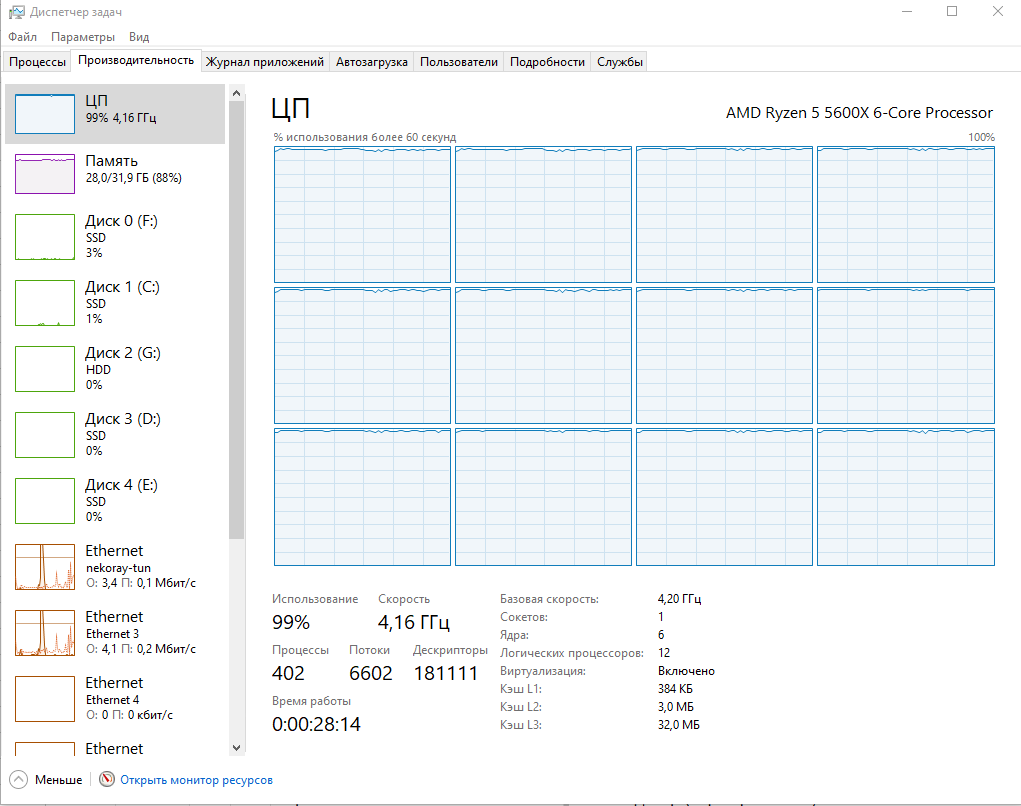 Диспетчер задач
Файл Параметры Вид
Процессы Производительность Журнал приложений Автозагрузка Пользователи Подробности Службы
ЦП
99% 4,16 ГГц
Память
28,0/31,9 ГБ (88%)
Диск 0 (F:)
SSD
3%
Диск 1 (C:)
SSD
1%
Диск 2 (G:)
HDD
0%
Диск 3 (D:)
SSD
0%
Диск 4 (E:)
SSD
0%
Ethernet
nekoray-tun
О: 3,4 П: 0,1 Мбит/с
Ethernet
Ethernet 3
О: 4,1 П: 0,2 Мбит/с
Ethernet
Ethernet 4
О: 0 П: 0 кбит/с
Ethernet
ЦП
AMD Ryzen 5 5600X 6-Core Processor
% использования более 60 секунд
100%
Использование Скорость
99% 4,16 ГГц
Процессы Потоки Дескрипторы
402 6602 181111
Время работы
0:00:28:14
Базовая скорость: 4,20 ГГц
Сокетов: 1
Ядра: 6
Логических процессоров: 12
Виртуализация: Включено
Кэш L1: 384 КБ
Кэш L2: 3,0 МБ
Кэш L3: 32,0 МБ
Меньше
Открыть монитор ресурсов